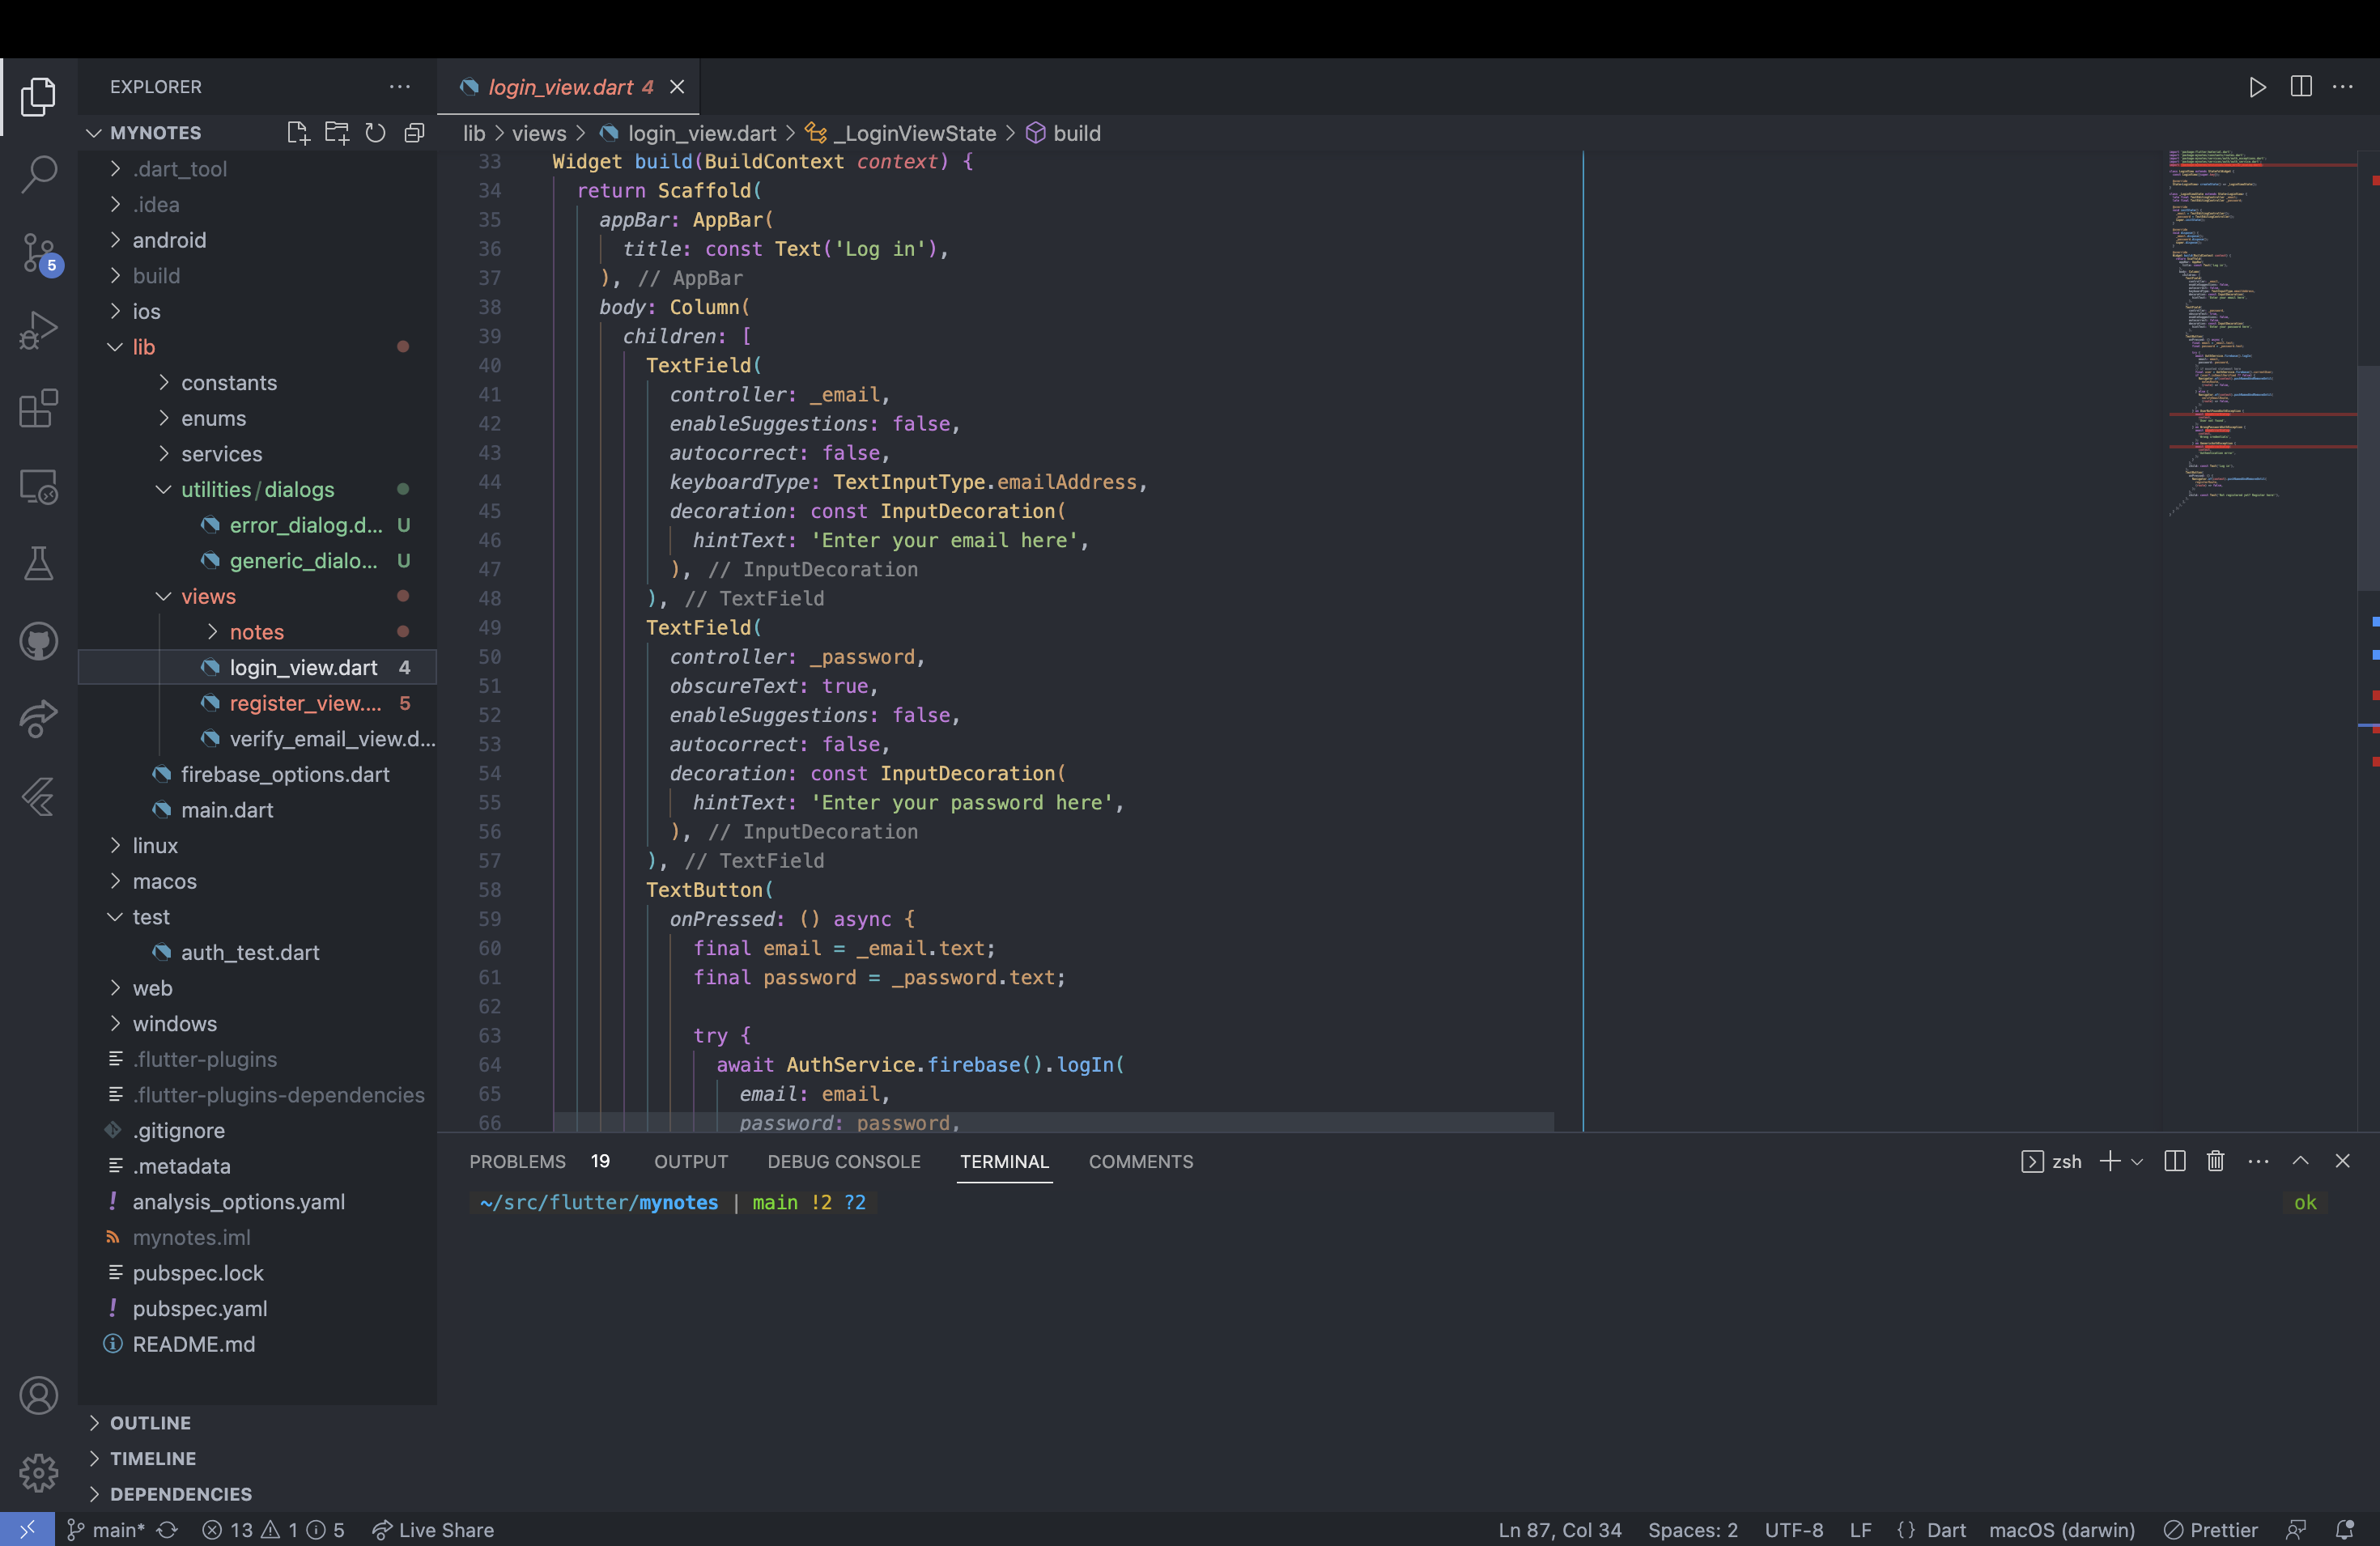 EXPLORER
MYNOTES
.dart_tool
.idea
android
build
ios
lib
constants
enums
services
utilities/dialogs
error_dialog.d... U
generic_dialo... U
views
notes
login_view.dart 4
register_view.... 5
verify_email_view.d...
firebase_options.dart
main.dart
linux
macos
test
auth_test.dart
web
windows
.flutter-plugins
.flutter-plugins-dependencies
.gitignore
.metadata
analysis_options.yaml
mynotes.iml
pubspec.lock
pubspec.yaml
README.md
OUTLINE
TIMELINE
DEPENDENCIES
5
login_view.dart 4
lib > views > login_view.dart > _LoginViewState > build
33 Widget build(BuildContext context) {
34 return Scaffold(
35 appBar: AppBar(
36 title: const Text('Log in'),
37 ), // AppBar
38 body: Column(
39 children: [
40 TextField(
41 controller: _email,
42 enableSuggestions: false,
43 autocorrect: false,
44 keyboardType: TextInputType.emailAddress,
45 decoration: const InputDecoration(
46 hintText: 'Enter your email here',
47 ), // InputDecoration
48 ), // TextField
49 TextField(
50 controller: _password,
51 obscureText: true,
52 enableSuggestions: false,
53 autocorrect: false,
54 decoration: const InputDecoration(
55 hintText: 'Enter your password here',
56 ), // InputDecoration
57 ), // TextField
58 TextButton(
59 onPressed: () async {
60 final email = _email.text;
61 final password = _password.text;
62
63 try {
64 await AuthService.firebase().logIn(
65 email: email,
66 password: password,
PROBLEMS 19 OUTPUT DEBUG CONSOLE TERMINAL COMMENTS
zsh
~/src/flutter/mynotes | main !2 ?2
ok
main* 13 1 5 Live Share
Ln 87, Col 34 Spaces: 2 UTF-8 LF {} Dart macOS (darwin) Prettier